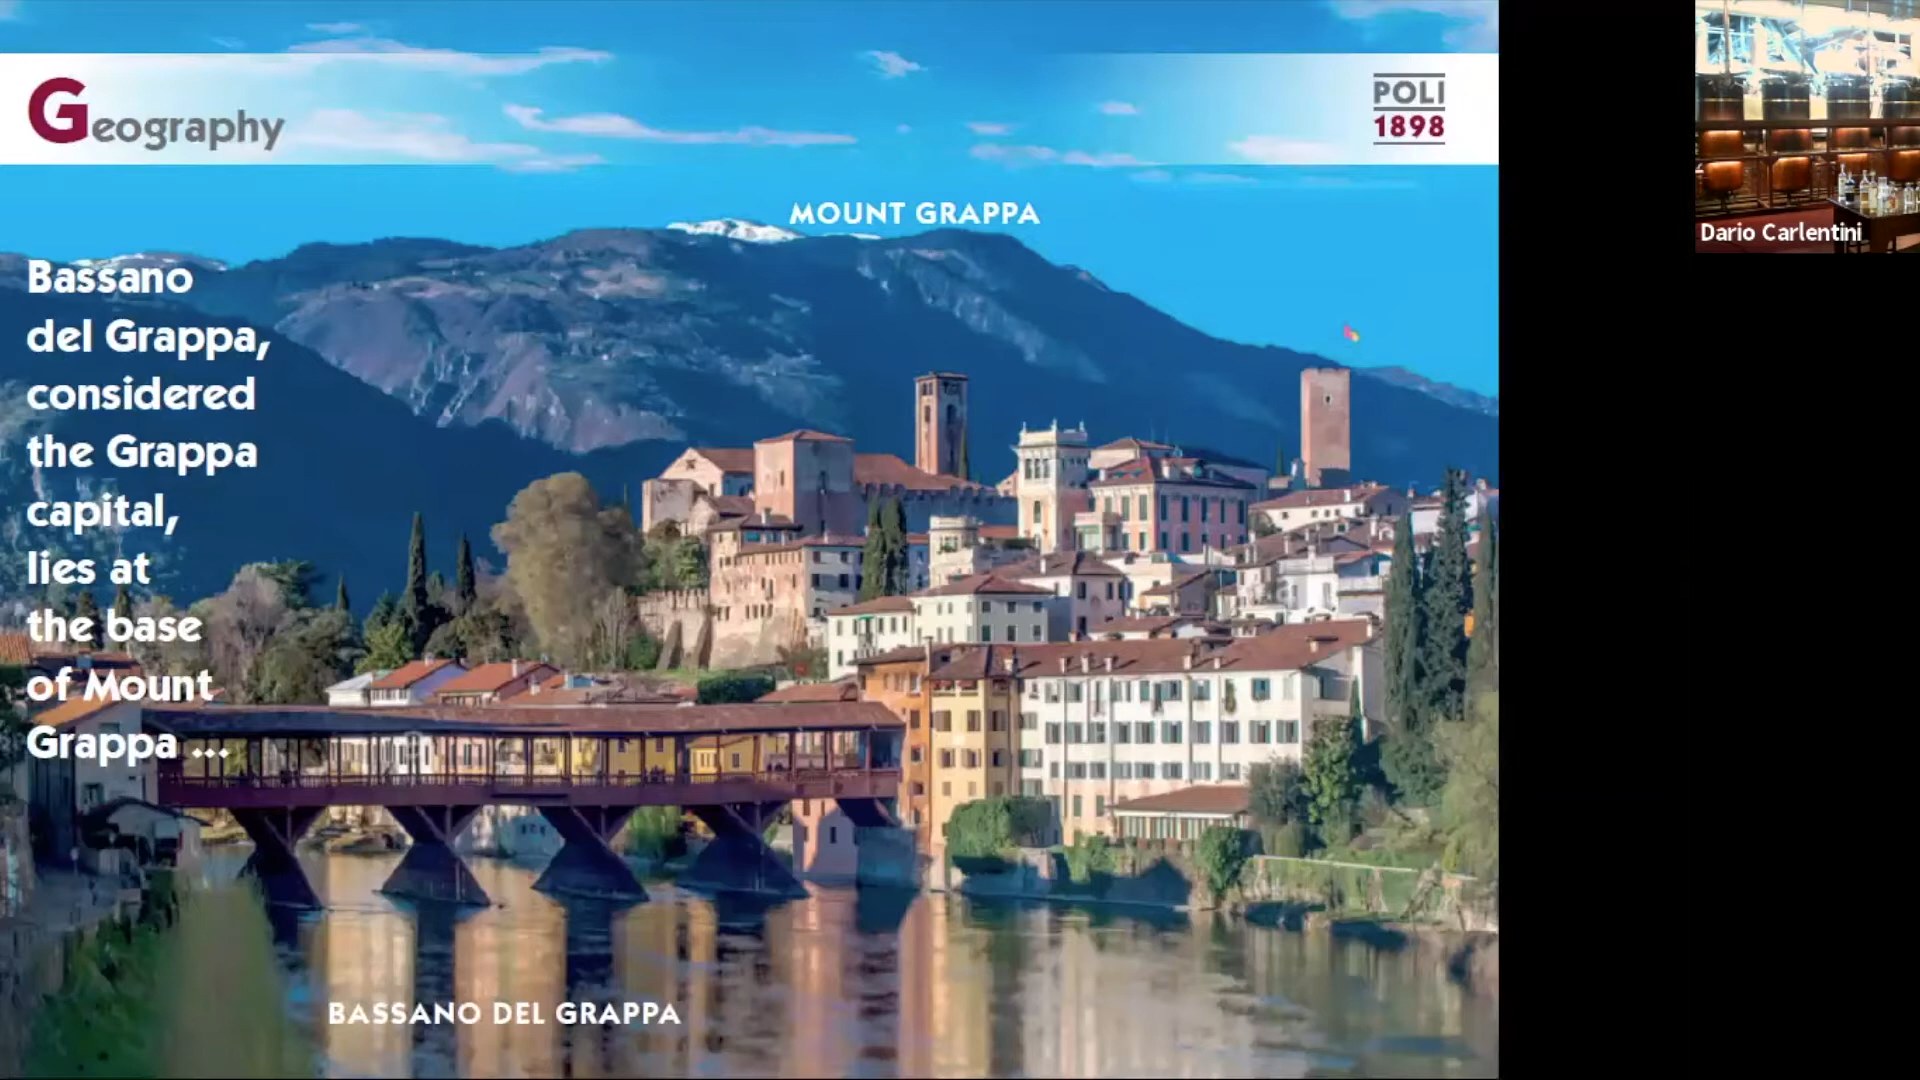 Geography
POLI
1898
MOUNT GRAPPA
Bassano
del Grappa,
considered
the Grappa
capital,
lies at
the base
of Mount
Grappa ...
BASSANO DEL GRAPPA
Dario Carlentini